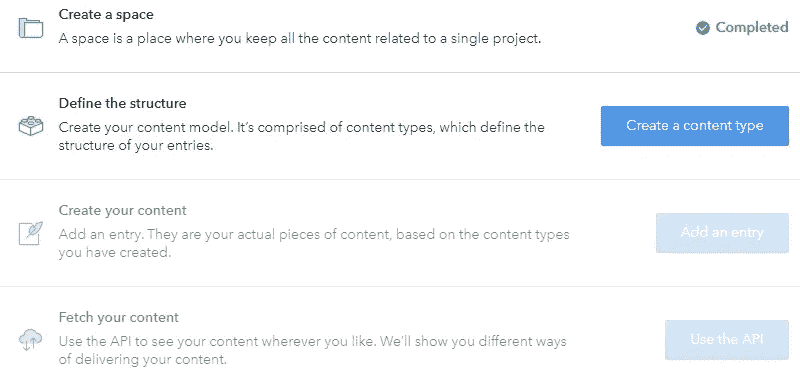 Create a space
A space is a place where you keep all the content related to a single project.
Completed
Define the structure
Create your content model. It's comprised of content types, which define the
structure of your entries.
Create a content type
Create your content
Add an entry. They are your actual pieces of content, based on the content types
you have created.
Add an entry
Fetch your content
Use the API to see your content wherever you like. We'll show you different ways
of delivering your content.
Use the API